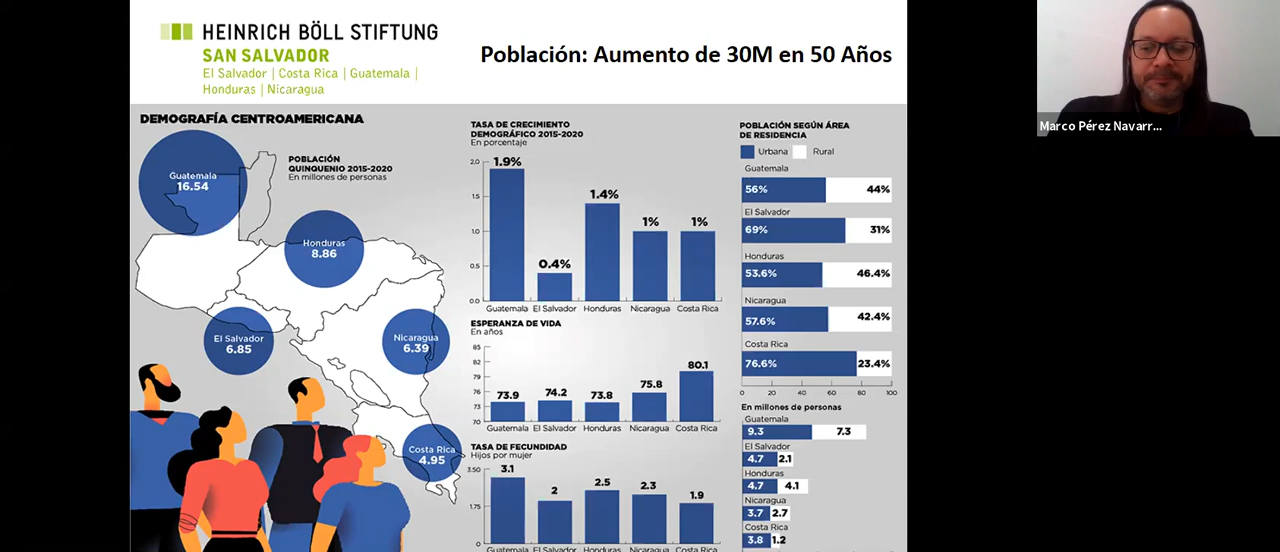 HEINRICH BÖLL STIFTUNG
SAN SALVADOR
El Salvador | Costa Rica | Guatemala |
Honduras | Nicaragua
Población: Aumento de 30M en 50 Años
Marco Pérez Navarr...
DEMOGRAFÍA CENTROAMERICANA
POBLACIÓN
QUINQUENIO 2015-2020
En millones de personas
Guatemala
16.54
Honduras
8.86
El Salvador
6.85
Nicaragua
6.39
Costa Rica
4.95
TASA DE CRECIMIENTO
DEMOGRÁFICO 2015-2020
En porcentaje
2.0
1.5
1.0
0.5
0.0
1.9%
0.4%
1.4%
1%
1%
Guatemala El Salvador Honduras Nicaragua Costa Rica
ESPERANZA DE VIDA
En años
85
82
79
76
73
70
73.9
74.2
73.8
75.8
80.1
Guatemala El Salvador Honduras Nicaragua Costa Rica
TASA DE FECUNDIDAD
Hijos por mujer
3.50
1.75
0
3.1
2
2.5
2.3
1.9
Guatemala El Salvador Honduras Nicaragua Costa Rica
POBLACIÓN SEGÚN ÁREA
DE RESIDENCIA
Urbana Rural
Guatemala
56% 44%
El Salvador
69% 31%
Honduras
53.6% 46.4%
Nicaragua
57.6% 42.4%
Costa Rica
76.6% 23.4%
0 20 40 60 80 100
En millones de personas
Guatemala
9.3 7.3
El Salvador
4.7 2.1
Honduras
4.7 4.1
Nicaragua
3.7 2.7
Costa Rica
3.8 1.2